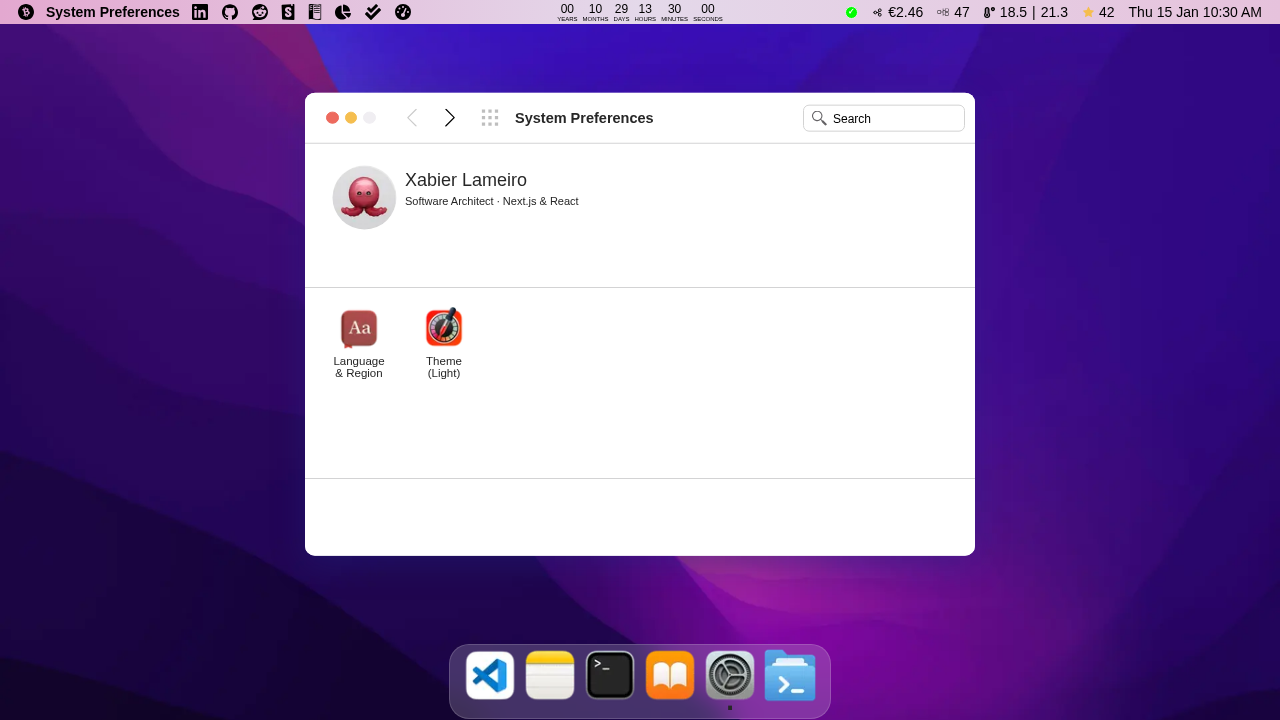 System Preferences
00 10 29 13 30 00
YEARS MONTHS DAYS HOURS MINUTES SECONDS
€2.46 47 18.5 | 21.3 42 Thu 15 Jan 10:30 AM
System Preferences
Search
Xabier Lameiro
Software Architect · Next.js & React
Aa
Language
& Region
Theme
(Light)
>_
>_